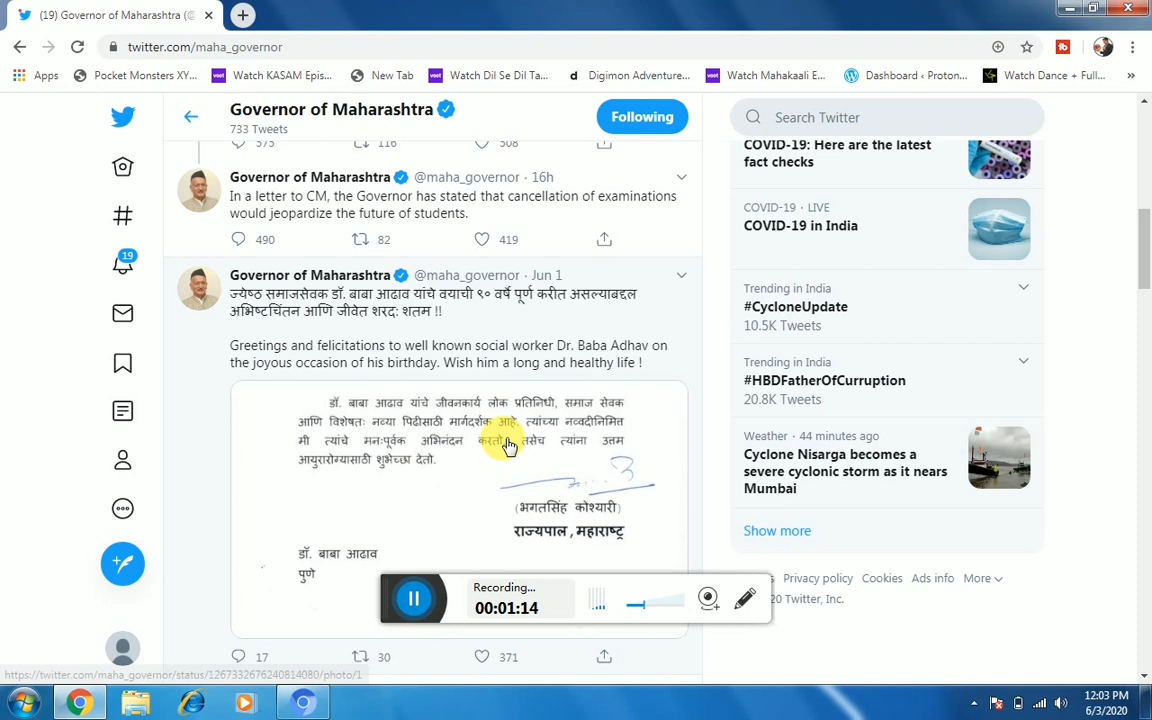 (19) Governor of Maharashtra (@
twitter.com/maha_governor
Apps
Pocket Monsters XY...
Watch KASAM Epis...
New Tab
Watch Dil Se Dil Ta...
Digimon Adventure...
Watch Mahakaali E...
Dashboard ‹ Proton...
Watch Dance + Full...
Governor of Maharashtra
733 Tweets
Following
575 116 508
Governor of Maharashtra @maha_governor · 16h
In a letter to CM, the Governor has stated that cancellation of examinations
would jeopardize the future of students.
490 82 419
Governor of Maharashtra @maha_governor · Jun 1
ज्येष्ठ समाजसेवक डॉ. बाबा आढाव यांचे वयाची ९० वर्षे पूर्ण करीत असल्याबद्दल
अभिष्टचिंतन आणि जीवेत शरद: शतम !!
Greetings and felicitations to well known social worker Dr. Baba Adhav on
the joyous occasion of his birthday. Wish him a long and healthy life !
डॉ. बाबा आढाव यांचे जीवनकार्य लोक प्रतिनिधी, समाज सेवक
आणि विशेषतः नव्या पिढीसाठी मार्गदर्शक आहे. त्यांच्या नव्वदीनिमित्त
मी त्यांचे मनःपूर्वक अभिनंदन करतो तसेच त्यांना उत्तम
आयुरारोग्यासाठी शुभेच्छा देतो.
(भगतसिंह कोश्यारी)
राज्यपाल, महाराष्ट्र
डॉ. बाबा आढाव
पुणे
17 30 371
19
Search Twitter
COVID-19: Here are the latest
fact checks
COVID-19 · LIVE
COVID-19 in India
Trending in India
#CycloneUpdate
10.5K Tweets
Trending in India
#HBDFatherOfCurruption
20.8K Tweets
Weather · 44 minutes ago
Cyclone Nisarga becomes a
severe cyclonic storm as it nears
Mumbai
Show more
Privacy policy Cookies Ads info More
20 Twitter, Inc.
Recording...
00:01:14
https://twitter.com/maha_governor/status/1267332676240814080/photo/1
12:03 PM
6/3/2020